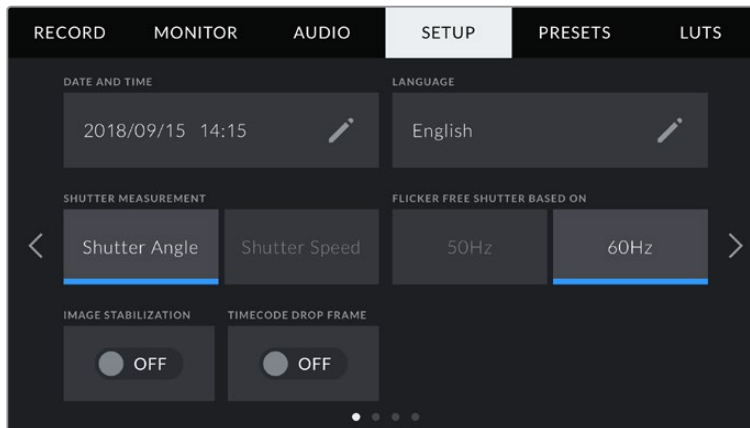 RECORD MONITOR AUDIO SETUP PRESETS LUTS
DATE AND TIME LANGUAGE
2018/09/15 14:15 English
SHUTTER MEASUREMENT FLICKER FREE SHUTTER BASED ON
Shutter Angle Shutter Speed 50Hz 60Hz
IMAGE STABILIZATION TIMECODE DROP FRAME
OFF OFF